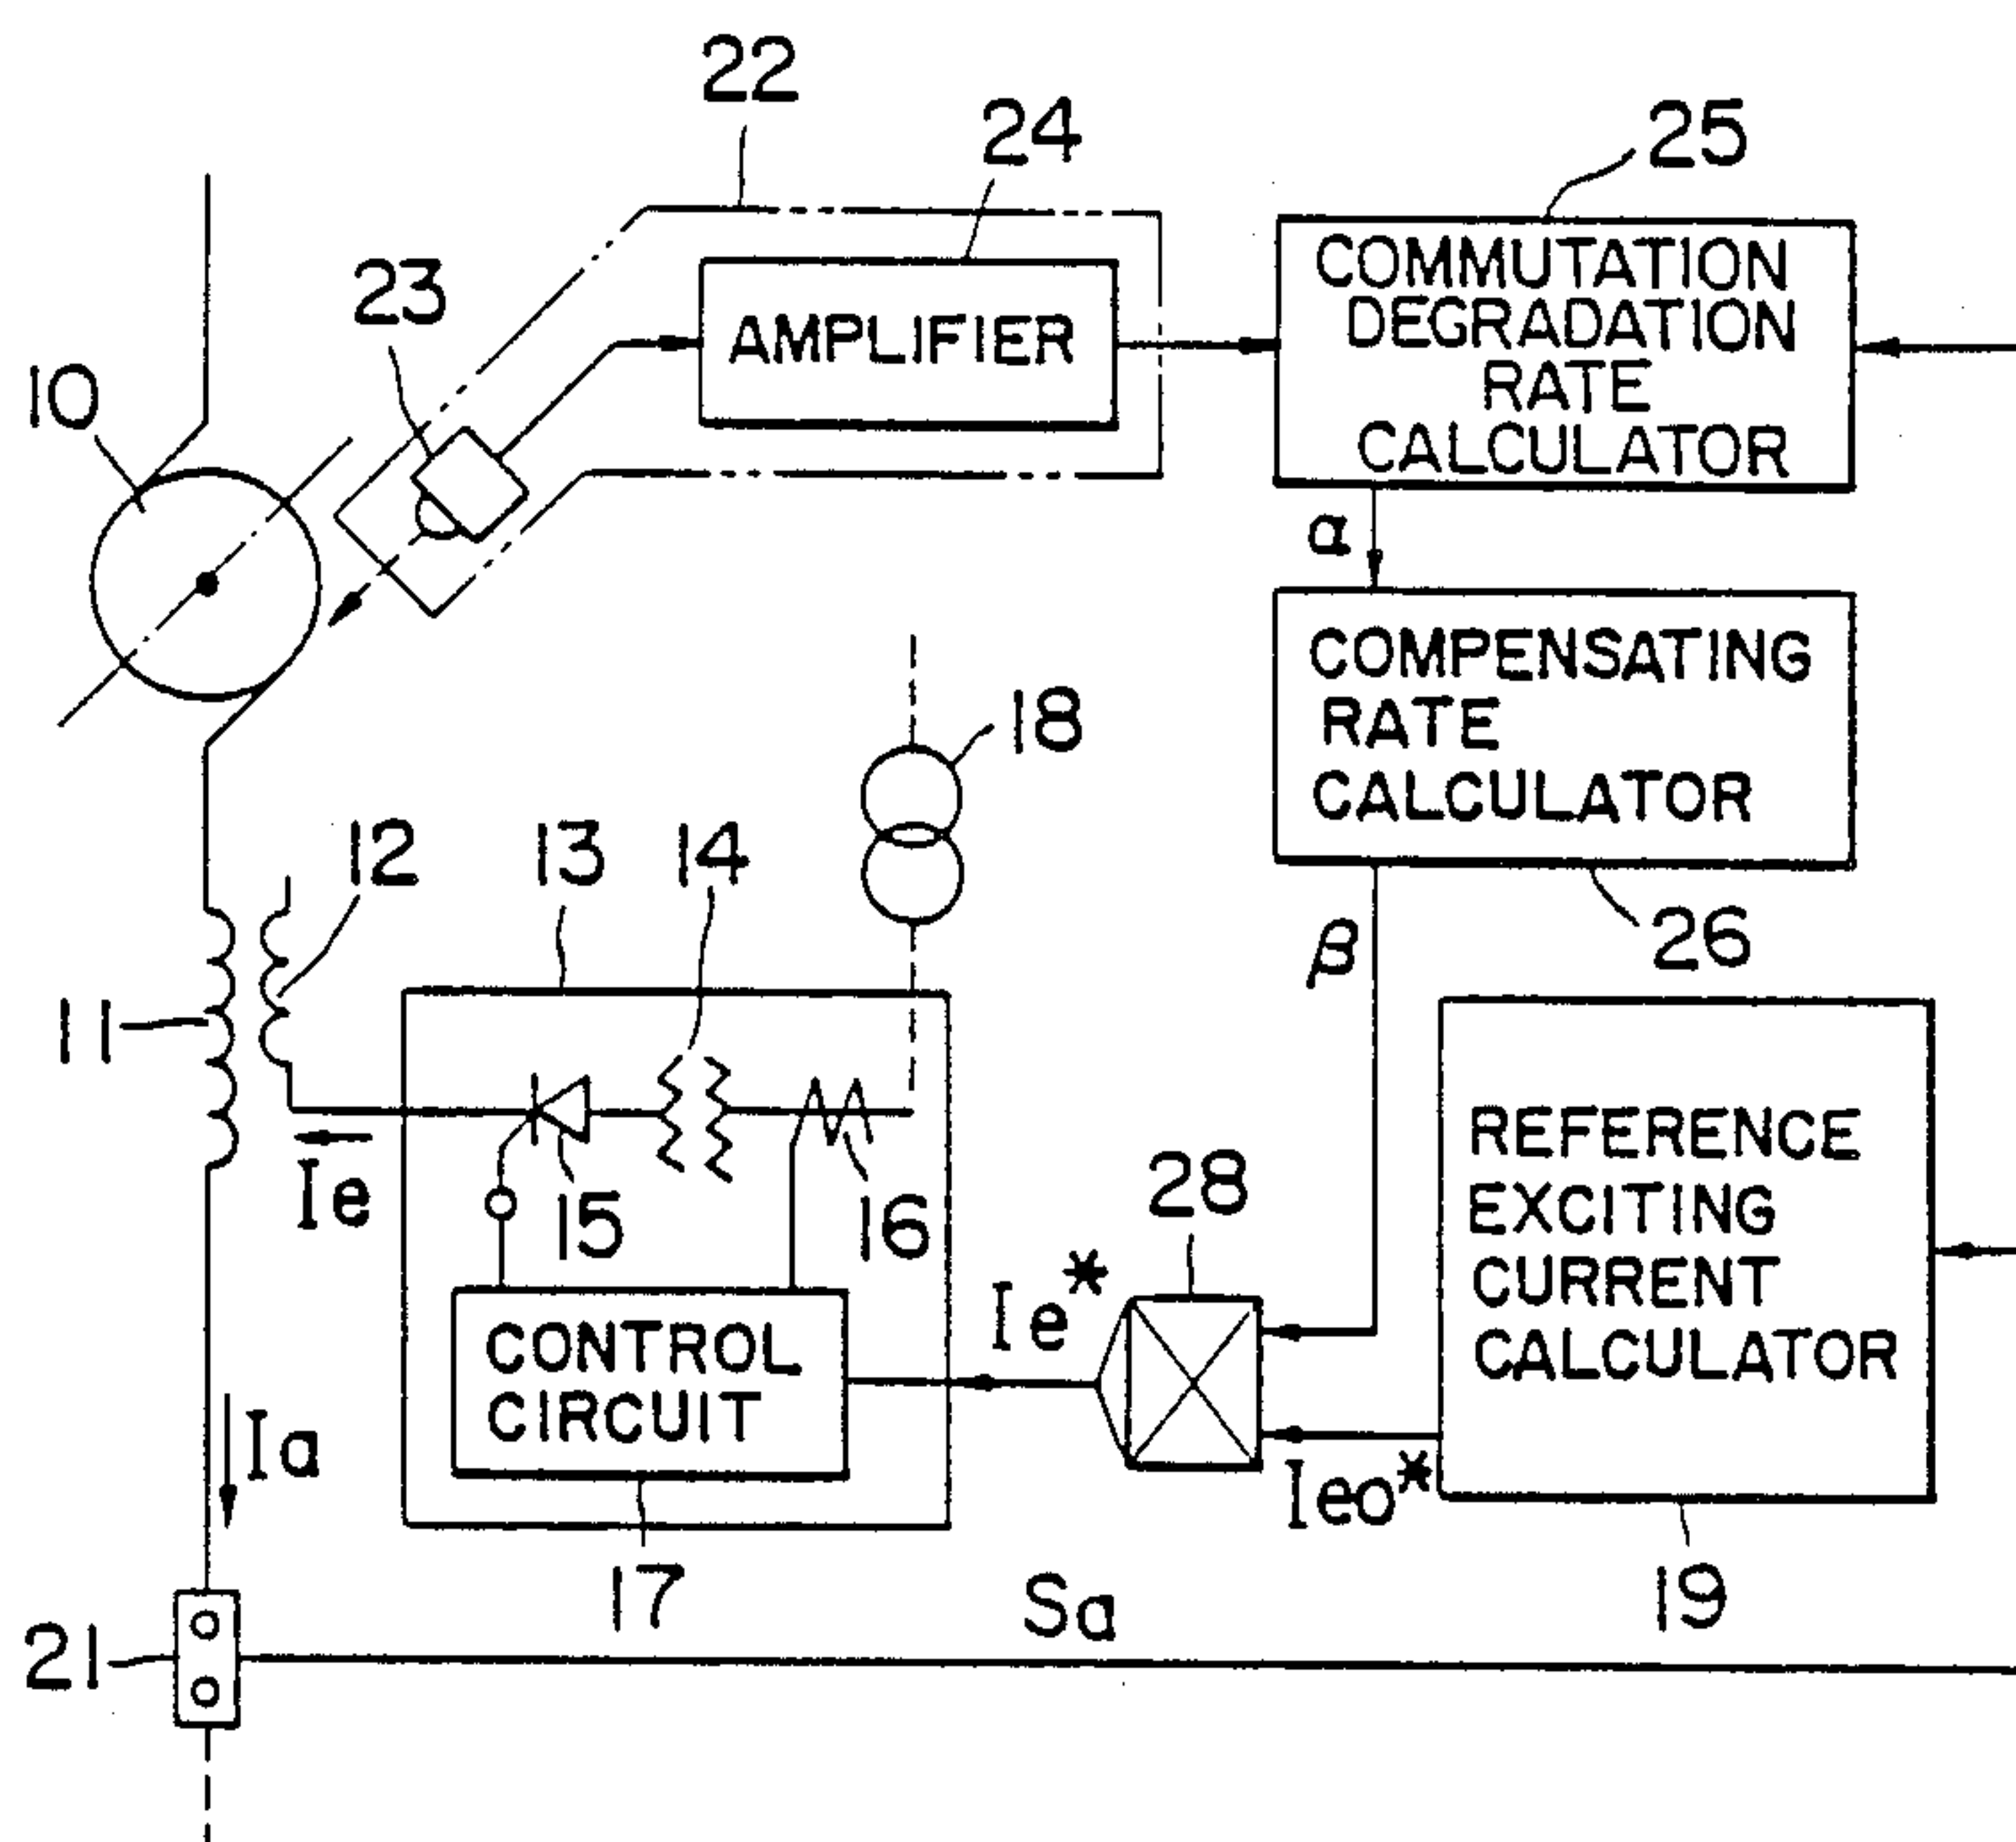 22
24
25
23
AMPLIFIER
COMMUTATION
DEGRADATION
RATE
CALCULATOR
10
α
18
COMPENSATING
RATE
CALCULATOR
12
13
14
26
β
11
REFERENCE
EXCITING
CURRENT
CALCULATOR
Ie
15
16
28
Ie*
CONTROL
CIRCUIT
Ia
Ieo*
17
19
Sa
21